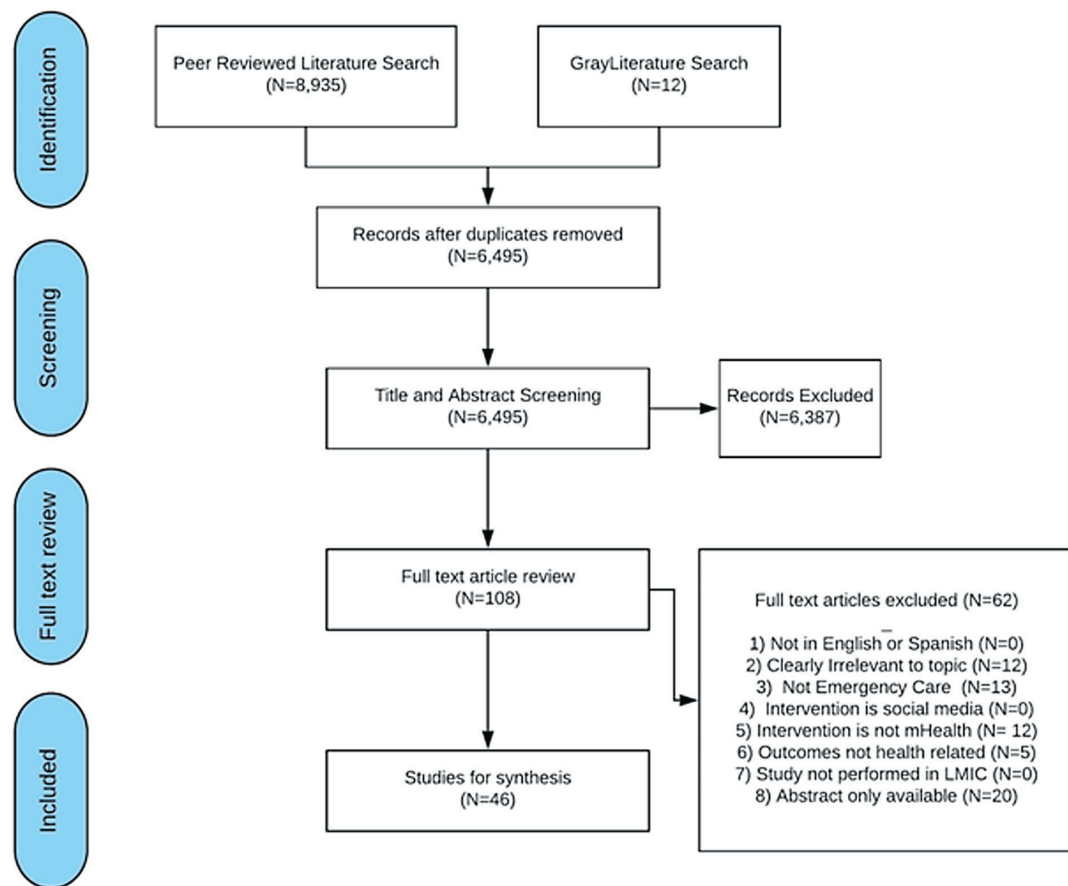 Identification
Peer Reviewed Literature Search
(N=8,935)
GrayLiterature Search
(N=12)
Records after duplicates removed
(N=6,495)
Screening
Title and Abstract Screening
(N=6,495)
Records Excluded
(N=6,387)
Full text review
Full text article review
(N=108)
Full text articles excluded (N=62)
_
1) Not in English or Spanish (N=0)
2) Clearly Irrelevant to topic (N=12)
3) Not Emergency Care (N=13)
4) Intervention is social media (N=0)
5) Intervention is not mHealth (N= 12)
6) Outcomes not health related (N=5)
7) Study not performed in LMIC (N=0)
8) Abstract only available (N=20)
Included
Studies for synthesis
(N=46)